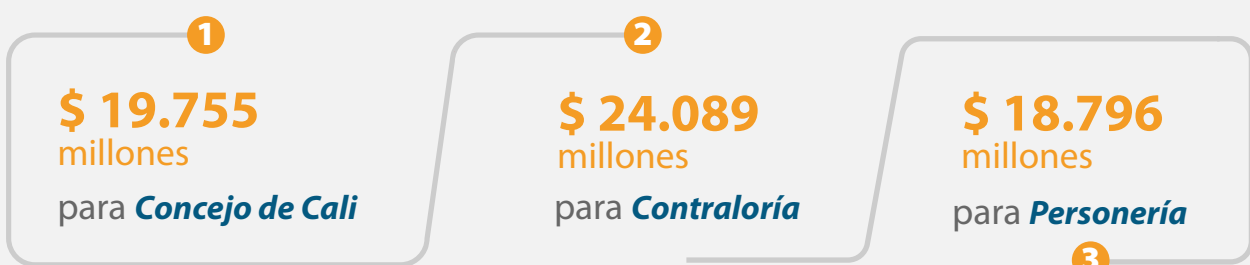 1
$ 19.755
millones
para Concejo de Cali
2
$ 24.089
millones
para Contraloría
$ 18.796
millones
para Personería
3